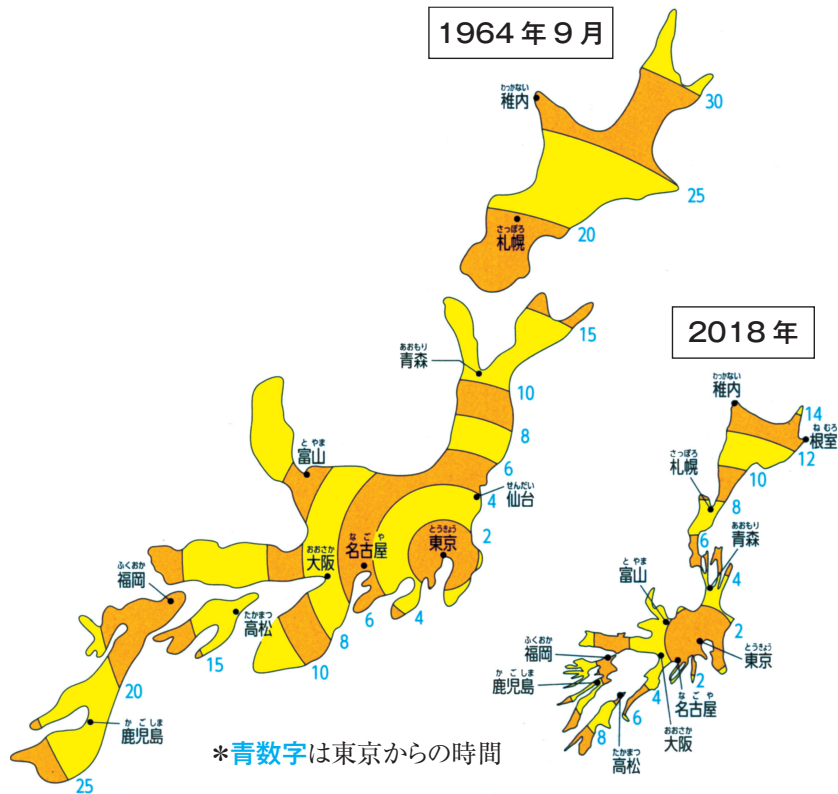 1964年9月
わっかない
稚内
30
25
20
さっぽろ
札幌
15
あおもり
青森
10
8
6
とやま
富山
せんだい
仙台
4
2
とうきょう
東京
なごや
名古屋
おおさか
大阪
ふくおか
福岡
たかまつ
高松
4
6
8
10
15
20
かごしま
鹿児島
25
2018年
わっかない
稚内
14
ねむろ
根室
12
さっぽろ
札幌
10
8
6
あおもり
青森
4
とやま
富山
2
とうきょう
東京
ふくおか
福岡
かごしま
鹿児島
2
なごや
名古屋
4
おおさか
大阪
6
8
たかまつ
高松
*青数字は東京からの時間